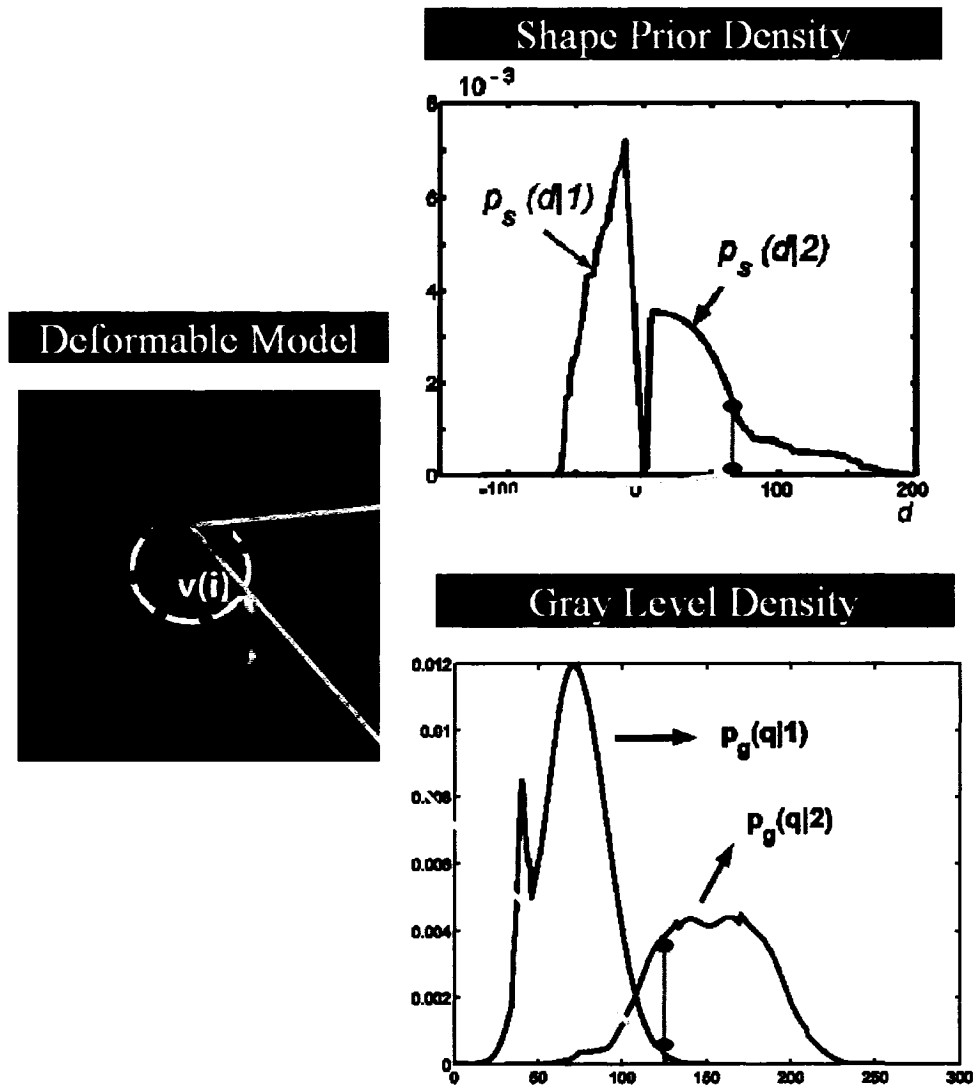 Shape Prior Density
10⁻³
8
6
4
2
0
p_s (d|1)
p_s (d|2)
-100
0
100
200
d
Deformable Model
v(i)
Gray Level Density
0.012
0.01
0.008
0.006
0.004
0.002
0
p_g(q|1)
p_g(q|2)
0
50
100
150
200
250
300